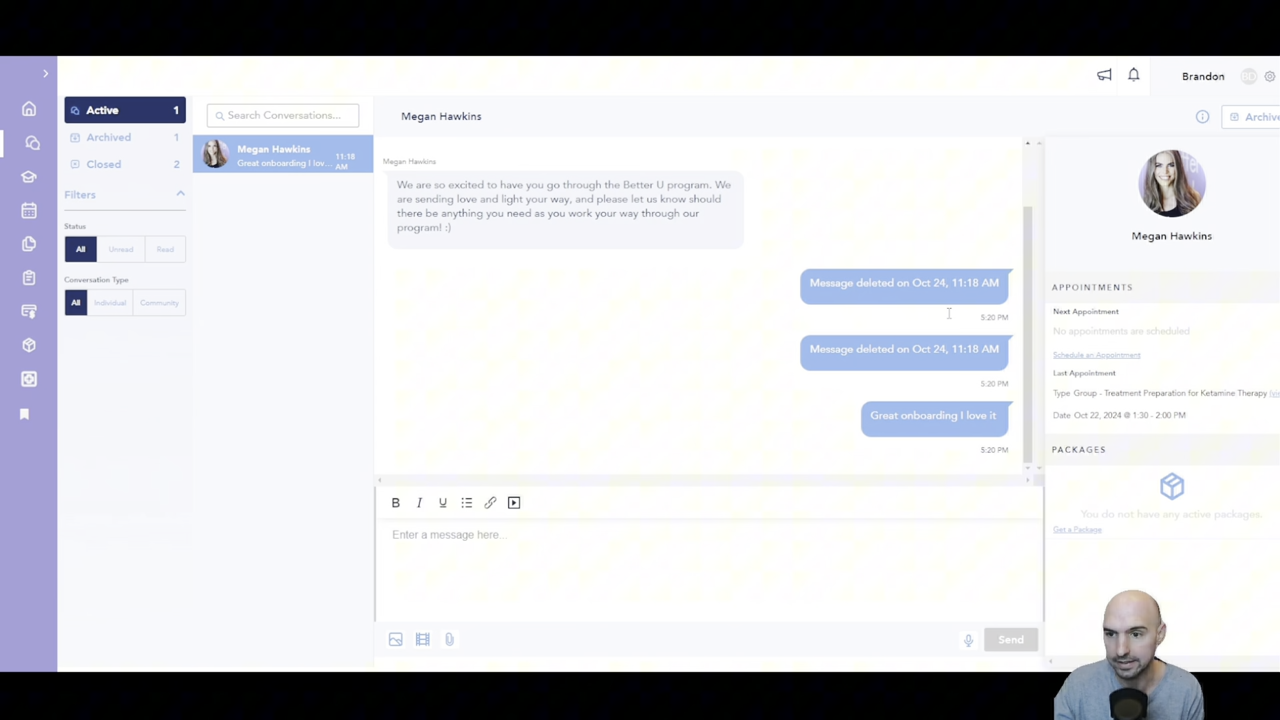 Brandon
BD
Active 1
Archived 1
Closed 2
Filters
Status
All Unread Read
Conversation Type
All Individual Community
Search Conversations...
Megan Hawkins
Great onboarding I lov...
11:18
AM
Megan Hawkins
Archive
Megan Hawkins
We are so excited to have you go through the Better U program. We
are sending love and light your way, and please let us know should
there be anything you need as you work your way through our
program! :)
Message deleted on Oct 24, 11:18 AM
5:20 PM
Message deleted on Oct 24, 11:18 AM
5:20 PM
Great onboarding I love it
5:20 PM
B I U
Enter a message here...
Send
Megan Hawkins
APPOINTMENTS
Next Appointment
No appointments are scheduled
Schedule an Appointment
Last Appointment
Type Group - Treatment Preparation for Ketamine Therapy
Date Oct 22, 2024 @ 1:30 - 2:00 PM
PACKAGES
You do not have any active packages.
Get a Package